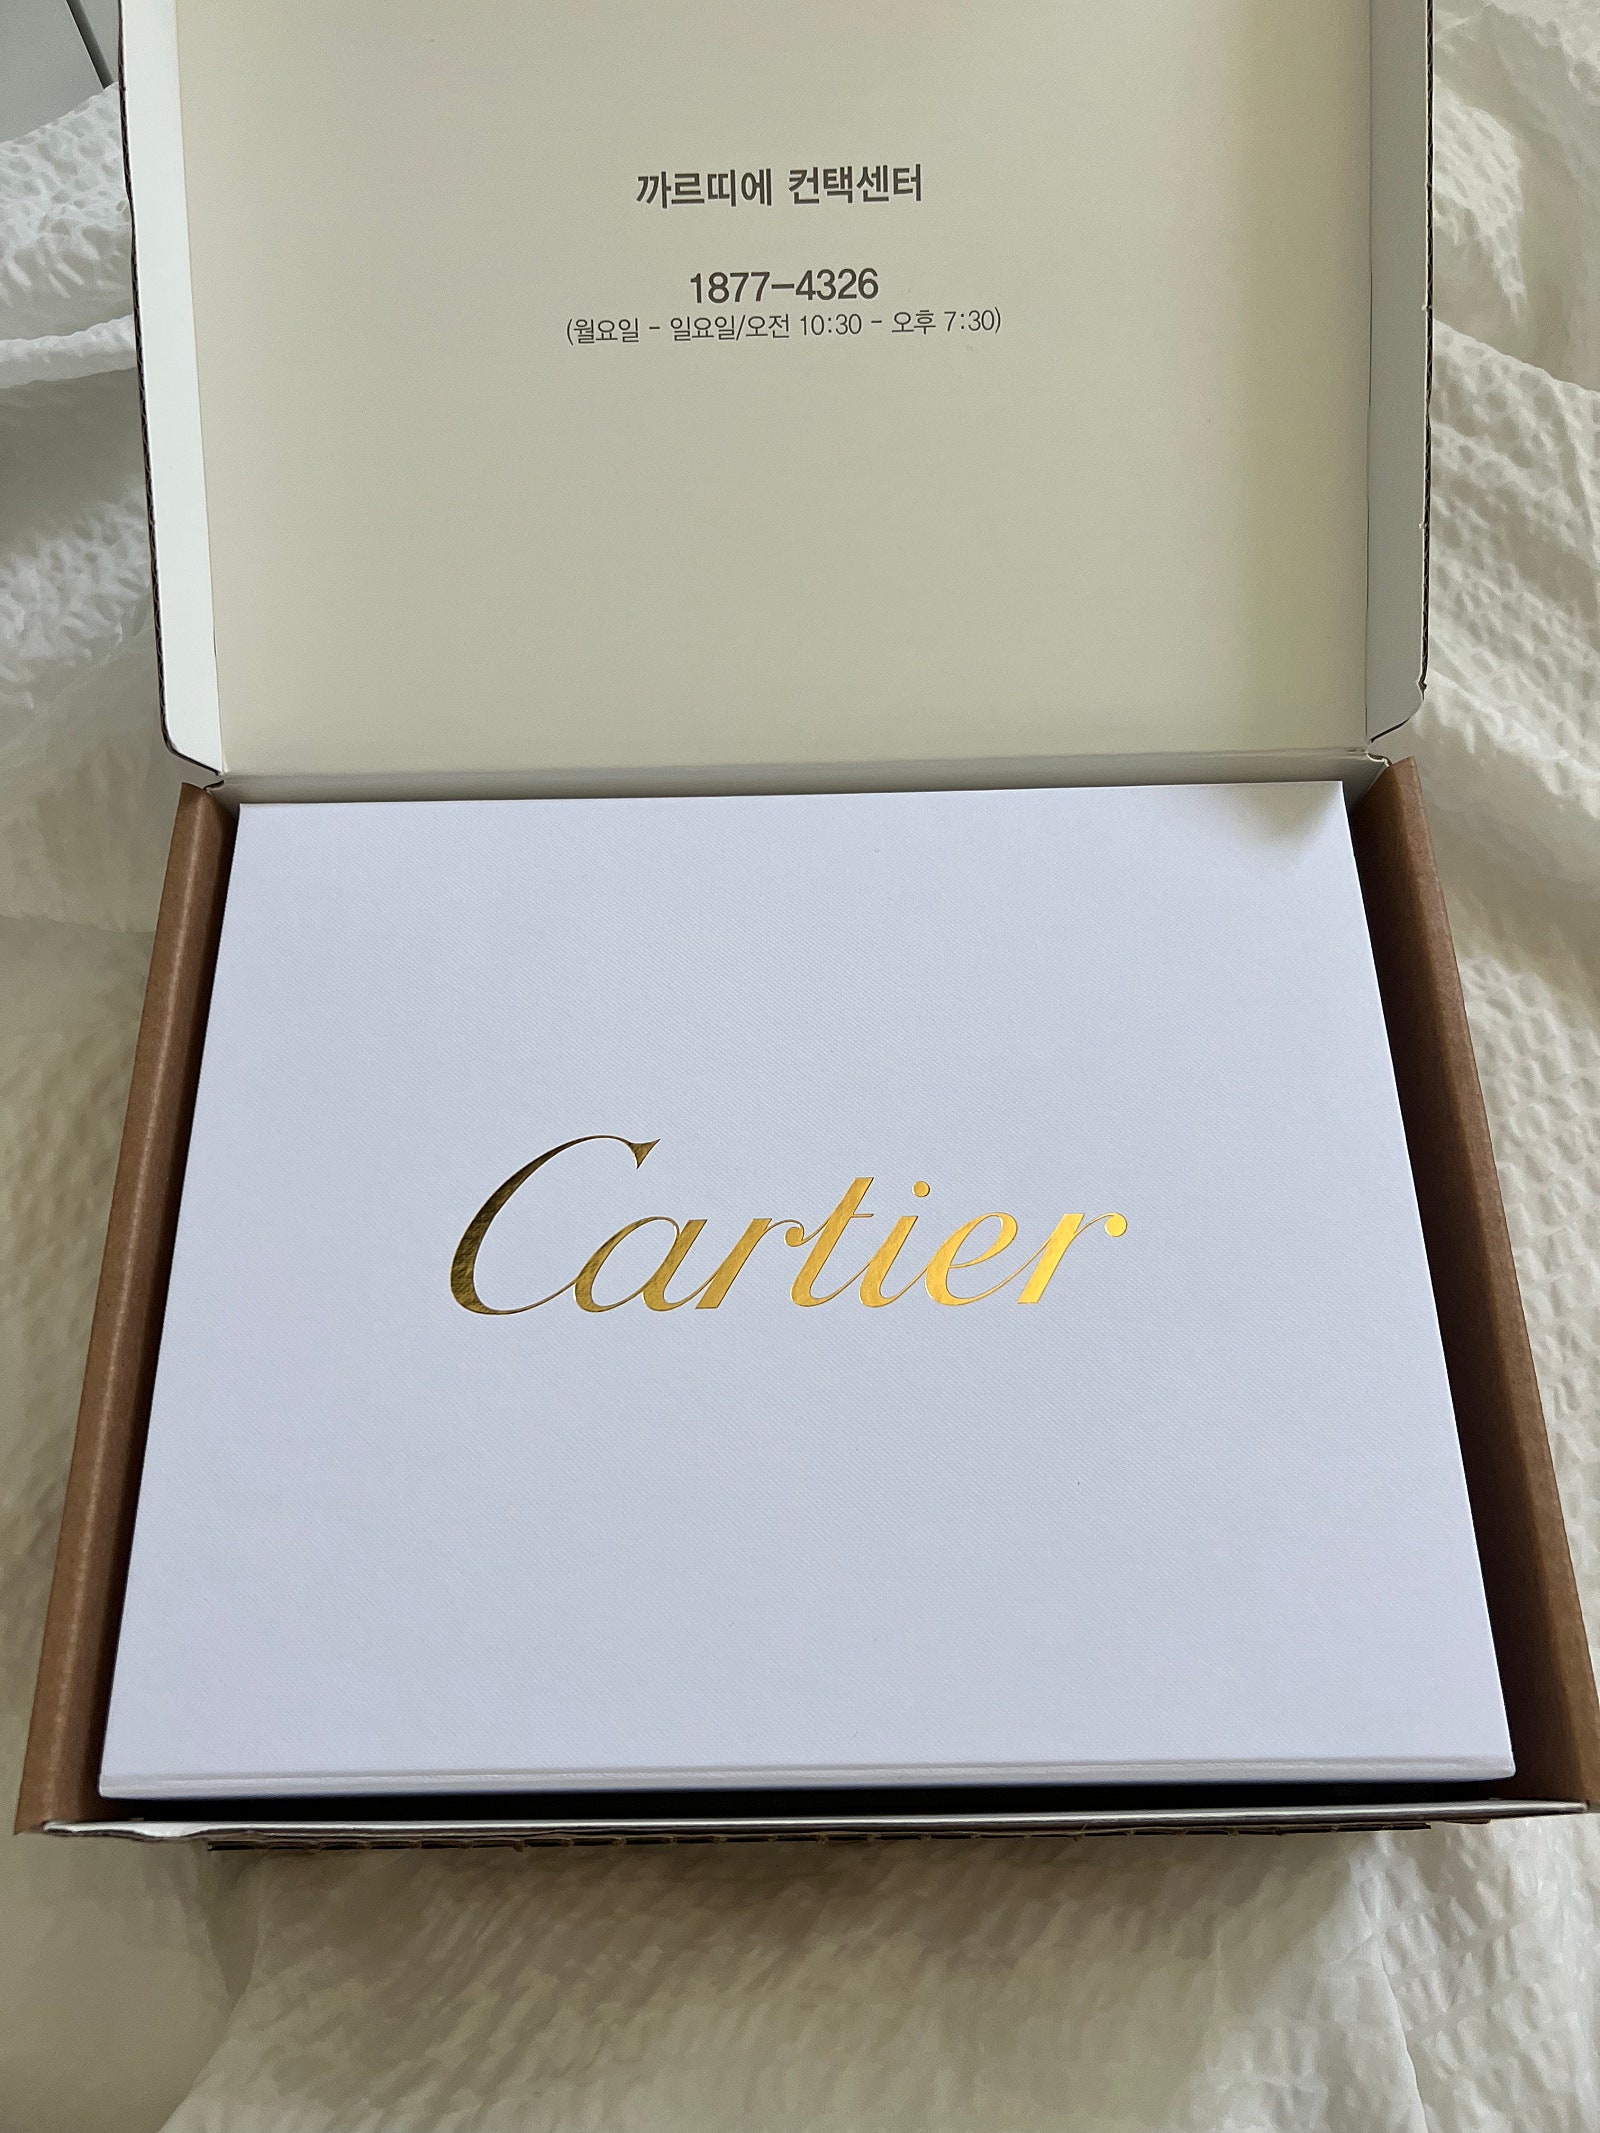 까르띠에 컨택센터
1877-4326
(월요일 - 일요일/오전 10:30 - 오후 7:30)
Cartier